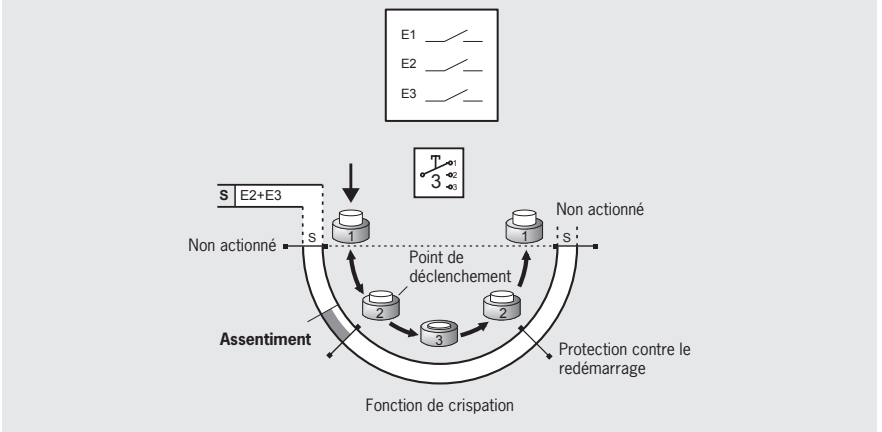 E1
E2
E3
1
2
3
3
S E2+E3
Non actionné
1
1
S
S
Non actionné
Point de
déclenchement
2
2
3
Assentiment
Protection contre le
redémarrage
Fonction de crispation